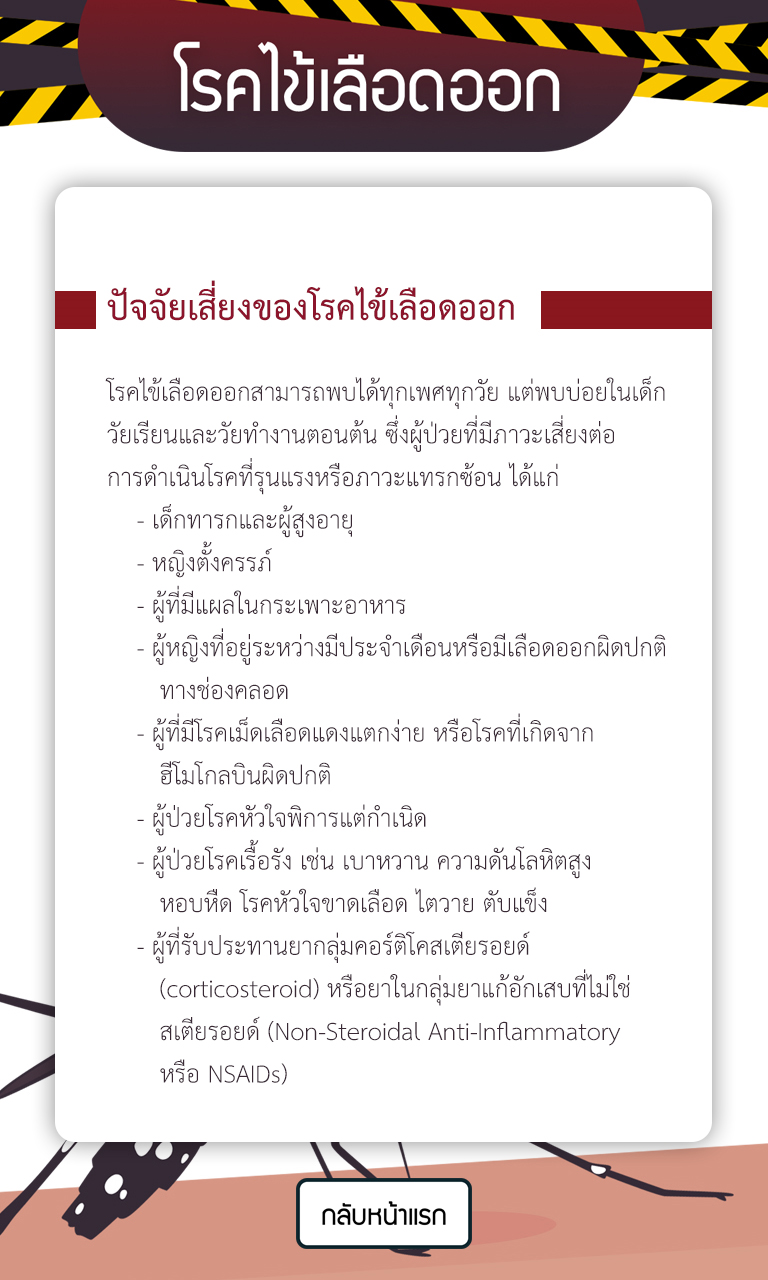 โรคไข้เลือดออก
ปัจจัยเสี่ยงของโรคไข้เลือดออก
โรคไข้เลือดออกสามารถพบได้ทุกเพศทุกวัย แต่พบบ่อยในเด็ก
วัยเรียนและวัยทำงานตอนต้น ซึ่งผู้ป่วยที่มีภาวะเสี่ยงต่อ
การดำเนินโรคที่รุนแรงหรือภาวะแทรกซ้อน ได้แก่
- เด็กทารกและผู้สูงอายุ
- หญิงตั้งครรภ์
- ผู้ที่มีแผลในกระเพาะอาหาร
- ผู้หญิงที่อยู่ระหว่างมีประจำเดือนหรือมีเลือดออกผิดปกติ
ทางช่องคลอด
- ผู้ที่มีโรคเม็ดเลือดแดงแตกง่าย หรือโรคที่เกิดจาก
ฮีโมโกลบินผิดปกติ
- ผู้ป่วยโรคหัวใจพิการแต่กำเนิด
- ผู้ป่วยโรคเรื้อรัง เช่น เบาหวาน ความดันโลหิตสูง
หอบหืด โรคหัวใจขาดเลือด ไตวาย ตับแข็ง
- ผู้ที่รับประทานยากลุ่มคอร์ติโคสเตียรอยด์
(corticosteroid) หรือยาในกลุ่มยาแก้อักเสบที่ไม่ใช่
สเตียรอยด์ (Non-Steroidal Anti-Inflammatory
หรือ NSAIDs)
กลับหน้าแรก